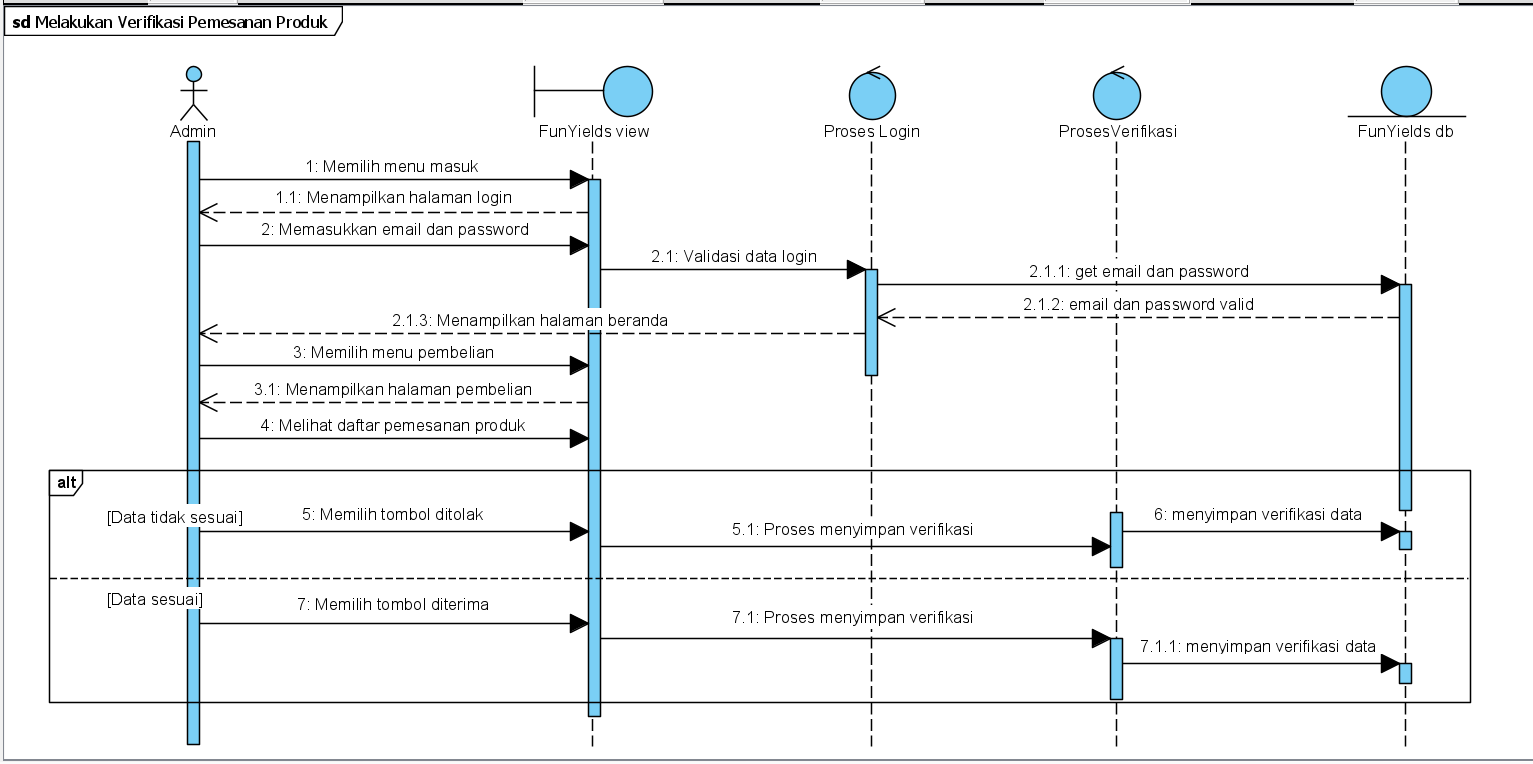 sd Melakukan Verifikasi Pemesanan Produk
Admin
FunYields view
Proses Login
ProsesVerifikasi
FunYields db
1: Memilih menu masuk
1.1: Menampilkan halaman login
2: Memasukkan email dan password
2.1: Validasi data login
2.1.1: get email dan password
2.1.2: email dan password valid
2.1.3: Menampilkan halaman beranda
3: Memilih menu pembelian
3.1: Menampilkan halaman pembelian
4: Melihat daftar pemesanan produk
alt
[Data tidak sesuai]
5: Memilih tombol ditolak
5.1: Proses menyimpan verifikasi
6: menyimpan verifikasi data
[Data sesuai]
7: Memilih tombol diterima
7.1: Proses menyimpan verifikasi
7.1.1: menyimpan verifikasi data